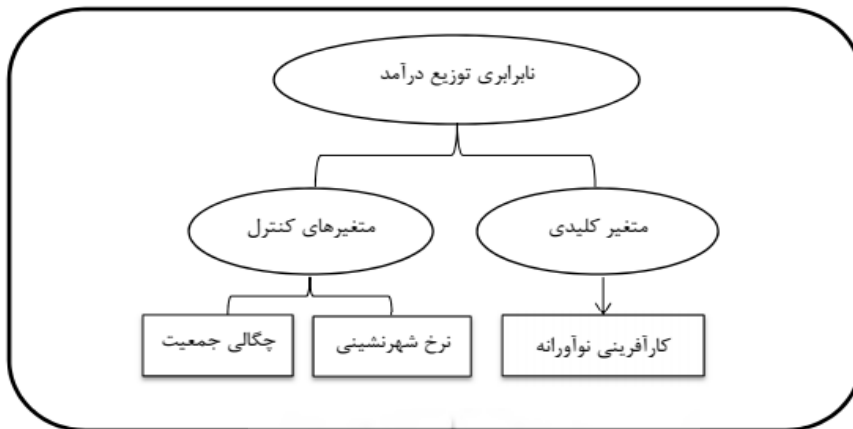 نابرابری توزیع درآمد
متغیر کلیدی
متغیرهای کنترل
کارآفرینی نوآورانه
نرخ شهرنشینی
چگالی جمعیت